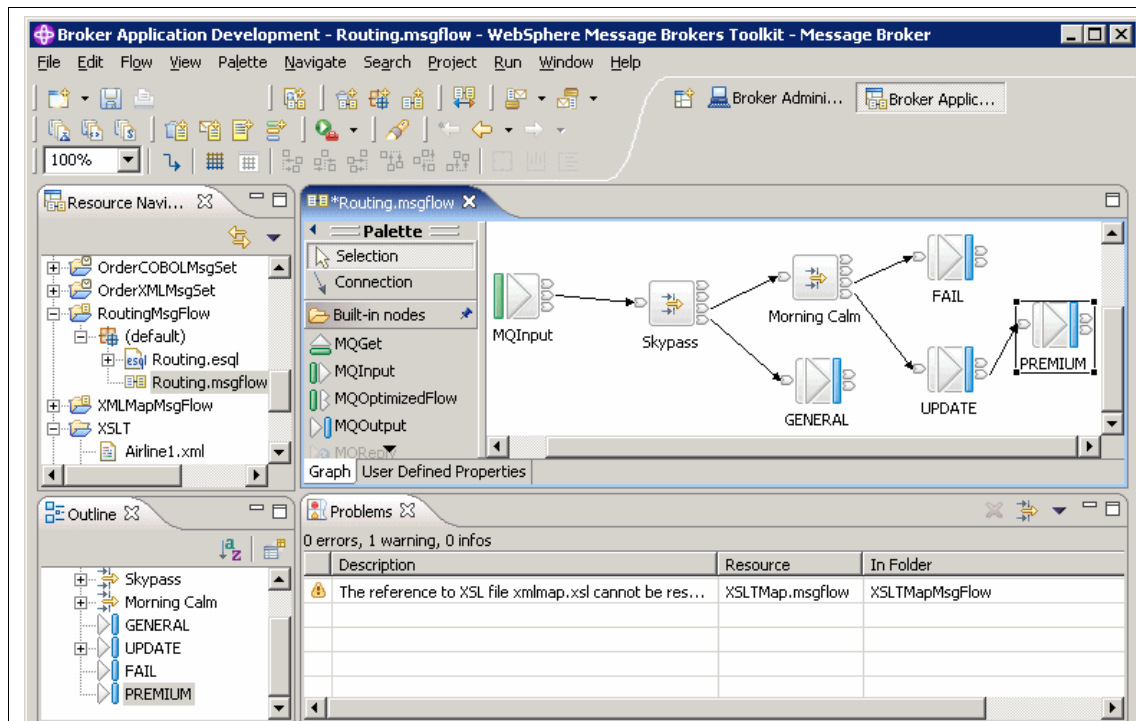 Broker Application Development - Routing.msgflow - WebSphere Message Brokers Toolkit - Message Broker
File Edit Flow View Palette Navigate Search Project Run Window Help
Broker Admini... Broker Applic...
100%
Resource Navi...
OrderCOBOLMsgSet
OrderXMLMsgSet
RoutingMsgFlow
(default)
esql Routing.esql
Routing.msgflow
XMLMapMsgFlow
XSLT
Airline1.xml
*Routing.msgflow
Palette
Selection
Connection
Built-in nodes
MQGet
MQInput
MQOptimizedFlow
MQOutput
MQReply
MQInput
Skypass
Morning Calm
FAIL
GENERAL
UPDATE
PREMIUM
Graph User Defined Properties
Outline
Skypass
Morning Calm
GENERAL
UPDATE
FAIL
PREMIUM
Problems
0 errors, 1 warning, 0 infos
Description Resource In Folder
The reference to XSL file xmlmap.xsl cannot be res... XSLTMap.msgflow XSLTMapMsgFlow